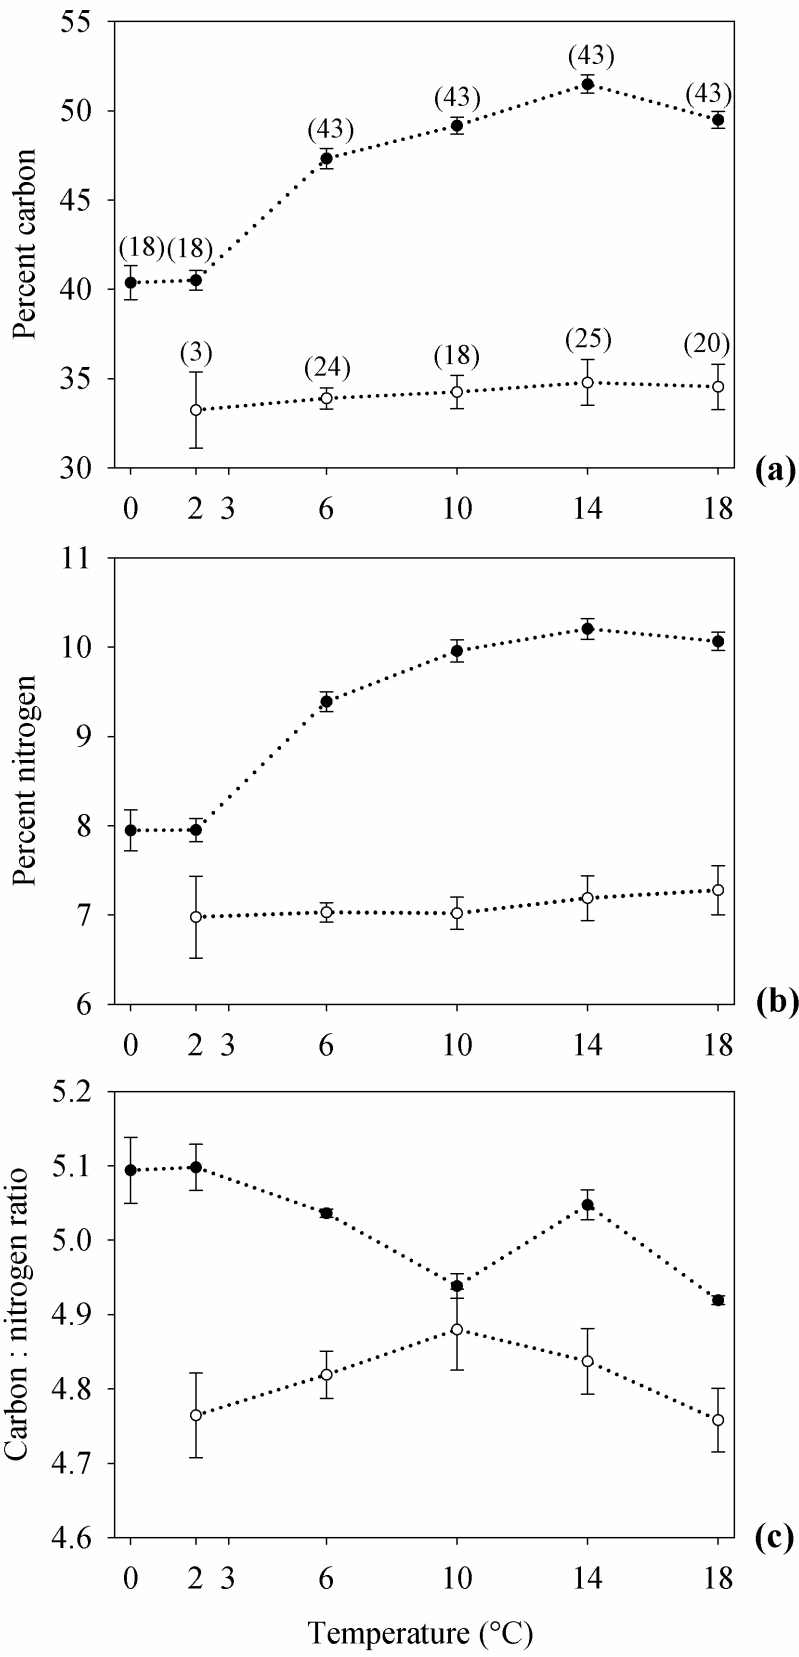 55
50
45
40
35
30
Percent carbon
(18) (18) (43) (43) (43) (43)
(3) (24) (18) (25) (20)
(a)
0 2 3 6 10 14 18
11
10
9
8
7
6
Percent nitrogen
(b)
0 2 3 6 10 14 18
5.2
5.1
5.0
4.9
4.8
4.7
4.6
Carbon : nitrogen ratio
(c)
0 2 3 6 10 14 18
Temperature (°C)